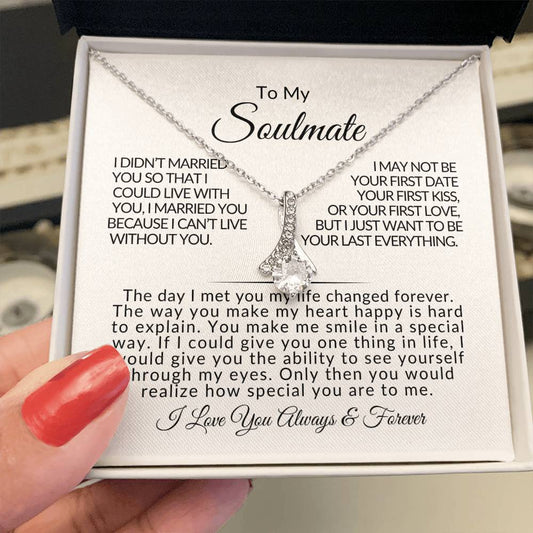 To My
Soulmate
I DIDN'T MARRIED
YOU SO THAT I
COULD LIVE WITH
YOU, I MARRIED YOU
BECAUSE I CAN'T LIVE
WITHOUT YOU.
I MAY NOT BE
YOUR FIRST DATE
YOUR FIRST KISS,
OR YOUR FIRST LOVE,
BUT I JUST WANT TO BE
YOUR LAST EVERYTHING.
The day I met you my life changed forever.
The way you make my heart happy is hard
to explain. You make me smile in a special
way. If I could give you one thing in life, I
would give you the ability to see yourself
through my eyes. Only then you would
realize how special you are to me.
I Love You Always & Forever